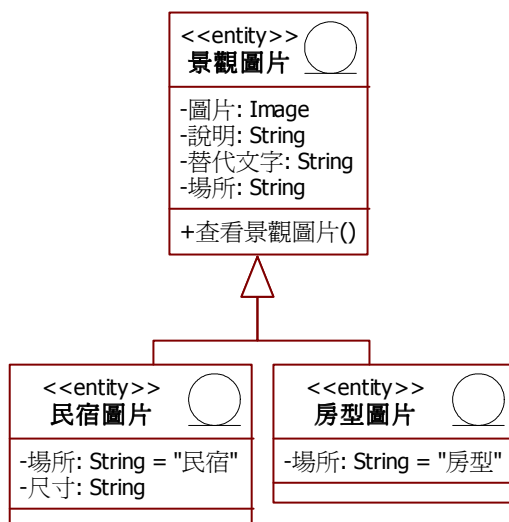 <<entity>>
景觀圖片
-圖片: Image
-說明: String
-替代文字: String
-場所: String
+查看景觀圖片()
<<entity>>
民宿圖片
-場所: String = "民宿"
-尺寸: String
<<entity>>
房型圖片
-場所: String = "房型"